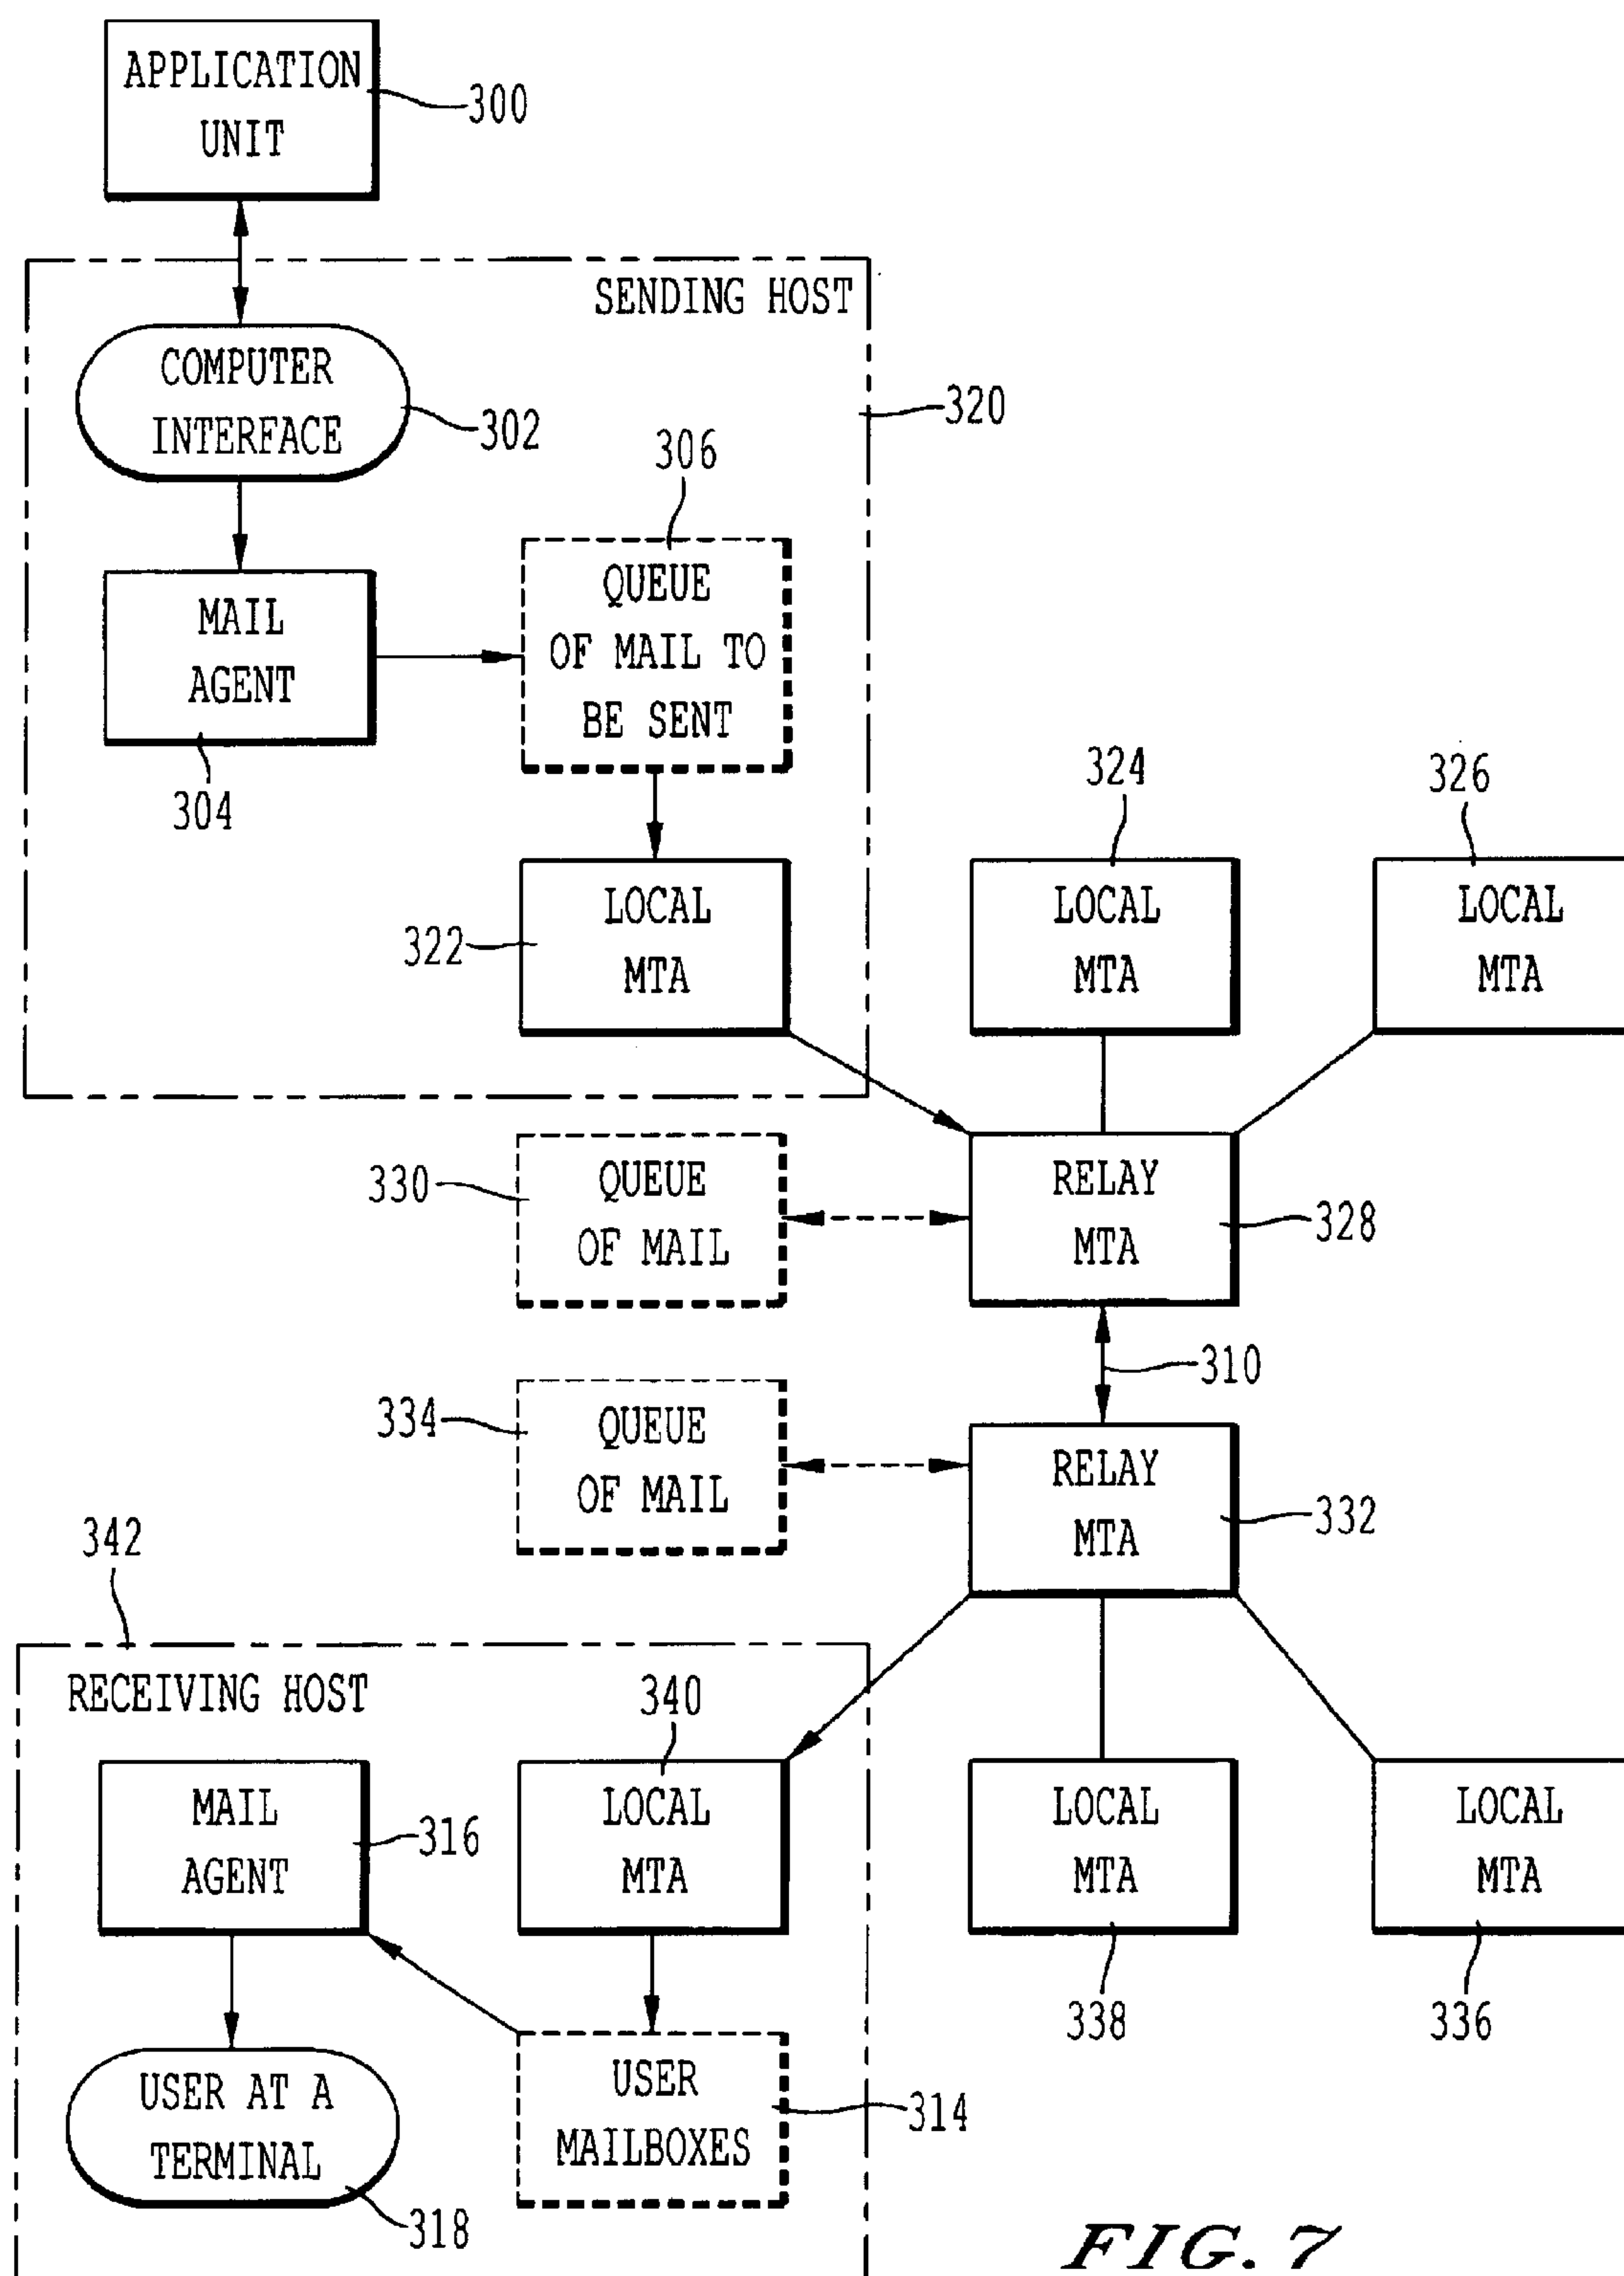 APPLICATION
UNIT
300
SENDING HOST
COMPUTER
INTERFACE
302
320
306
QUEUE
OF MAIL TO
BE SENT
MAIL
AGENT
304
324
326
322
LOCAL
MTA
LOCAL
MTA
LOCAL
MTA
330
QUEUE
OF MAIL
RELAY
MTA
328
310
334
QUEUE
OF MAIL
RELAY
MTA
332
342
RECEIVING HOST
340
MAIL
AGENT
316
LOCAL
MTA
LOCAL
MTA
LOCAL
MTA
338
336
USER AT A
TERMINAL
318
USER
MAILBOXES
314
FIG. 7